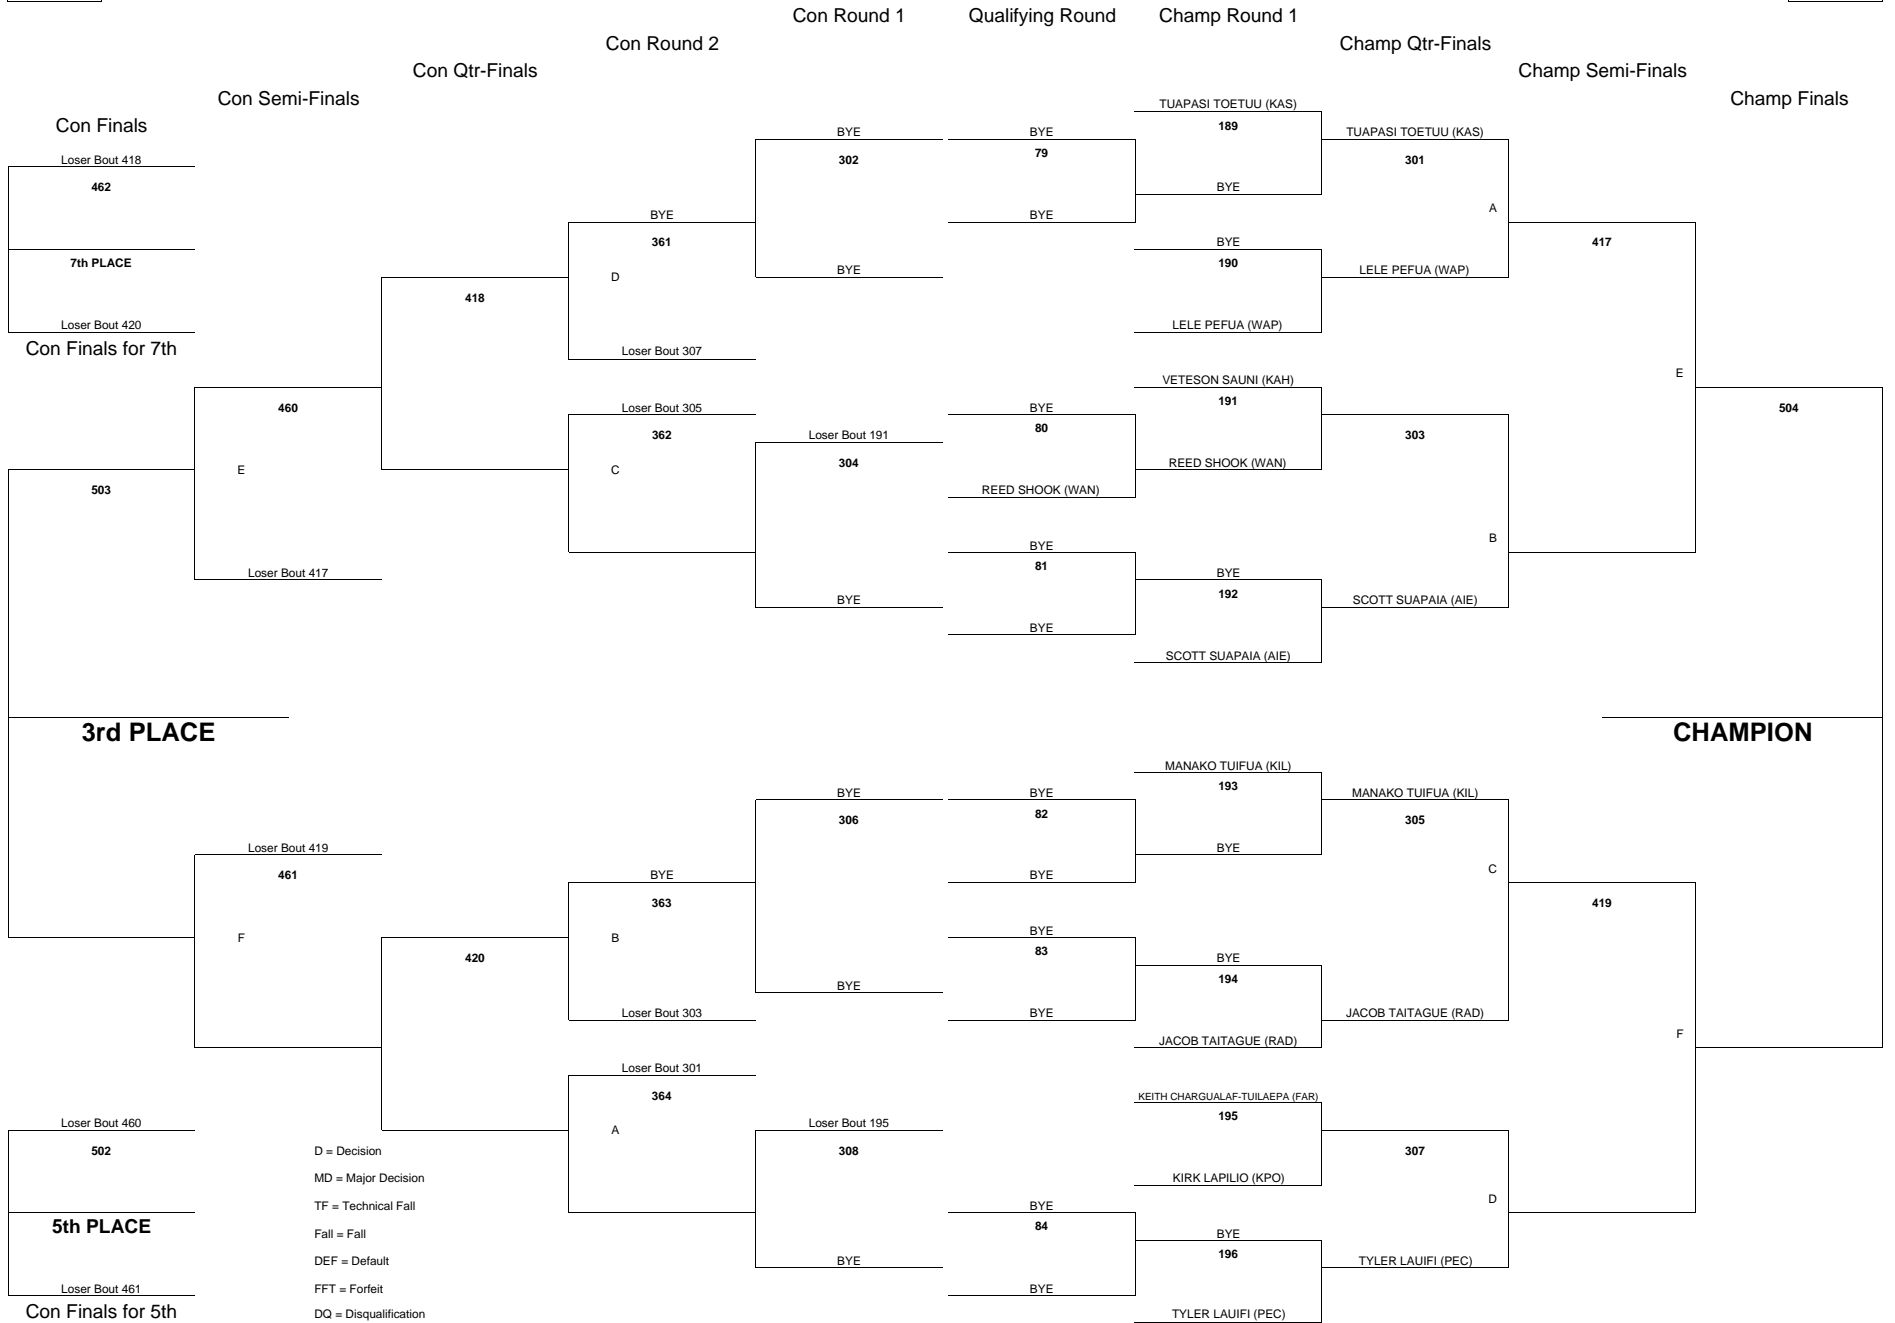 Con Round 1
Qualifying Round
Champ Round 1
Con Round 2
Champ Qtr-Finals
Con Qtr-Finals
Champ Semi-Finals
Con Semi-Finals
Champ Finals
Con Finals
Loser Bout 418
462
7th PLACE
Loser Bout 420
Con Finals for 7th
460
E
503
Loser Bout 417
3rd PLACE
Loser Bout 419
461
F
Loser Bout 460
502
5th PLACE
Loser Bout 461
Con Finals for 5th
D = Decision
MD = Major Decision
TF = Technical Fall
Fall = Fall
DEF = Default
FFT = Forfeit
DQ = Disqualification
418
420
BYE
361
D
Loser Bout 307
Loser Bout 305
362
C
BYE
363
B
Loser Bout 303
Loser Bout 301
364
A
BYE
302
BYE
Loser Bout 191
304
BYE
BYE
306
BYE
Loser Bout 195
308
BYE
BYE
79
BYE
BYE
80
REED SHOOK (WAN)
BYE
81
BYE
BYE
82
BYE
BYE
83
BYE
BYE
84
BYE
TUAPASI TOETUU (KAS)
189
BYE
BYE
190
LELE PEFUA (WAP)
VETESON SAUNI (KAH)
191
REED SHOOK (WAN)
BYE
192
SCOTT SUAPAIA (AIE)
MANAKO TUIFUA (KIL)
193
BYE
BYE
194
JACOB TAITAGUE (RAD)
KEITH CHARGUALAF-TUILAEPA (FAR)
195
KIRK LAPILIO (KPO)
BYE
196
TYLER LAUIFI (PEC)
TUAPASI TOETUU (KAS)
301
A
LELE PEFUA (WAP)
303
B
SCOTT SUAPAIA (AIE)
MANAKO TUIFUA (KIL)
305
C
JACOB TAITAGUE (RAD)
307
D
TYLER LAUIFI (PEC)
417
E
419
F
504
CHAMPION